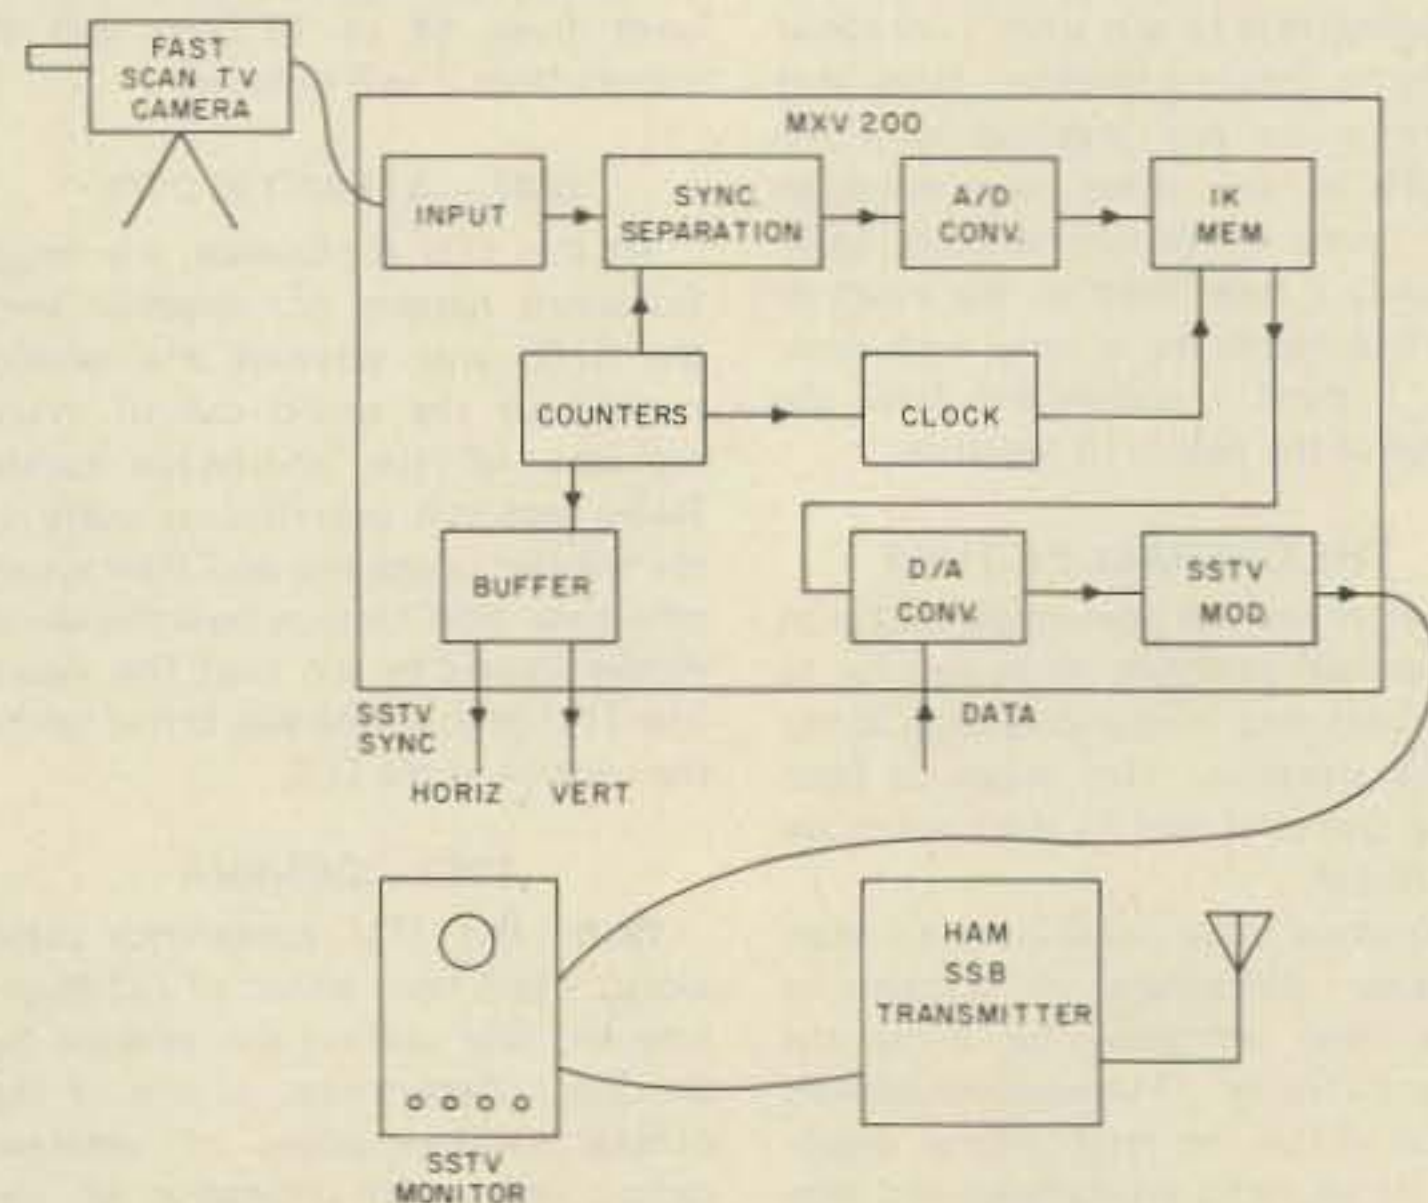 FAST
SCAN TV
CAMERA
MXV 200
INPUT
SYNC.
SEPARATION
A/D
CONV.
1K
MEM.
COUNTERS
CLOCK
BUFFER
D/A
CONV.
SSTV
MOD.
SSTV
SYNC
HORIZ
VERT.
DATA
HAM
SSB
TRANSMITTER
SSTV
MONITOR